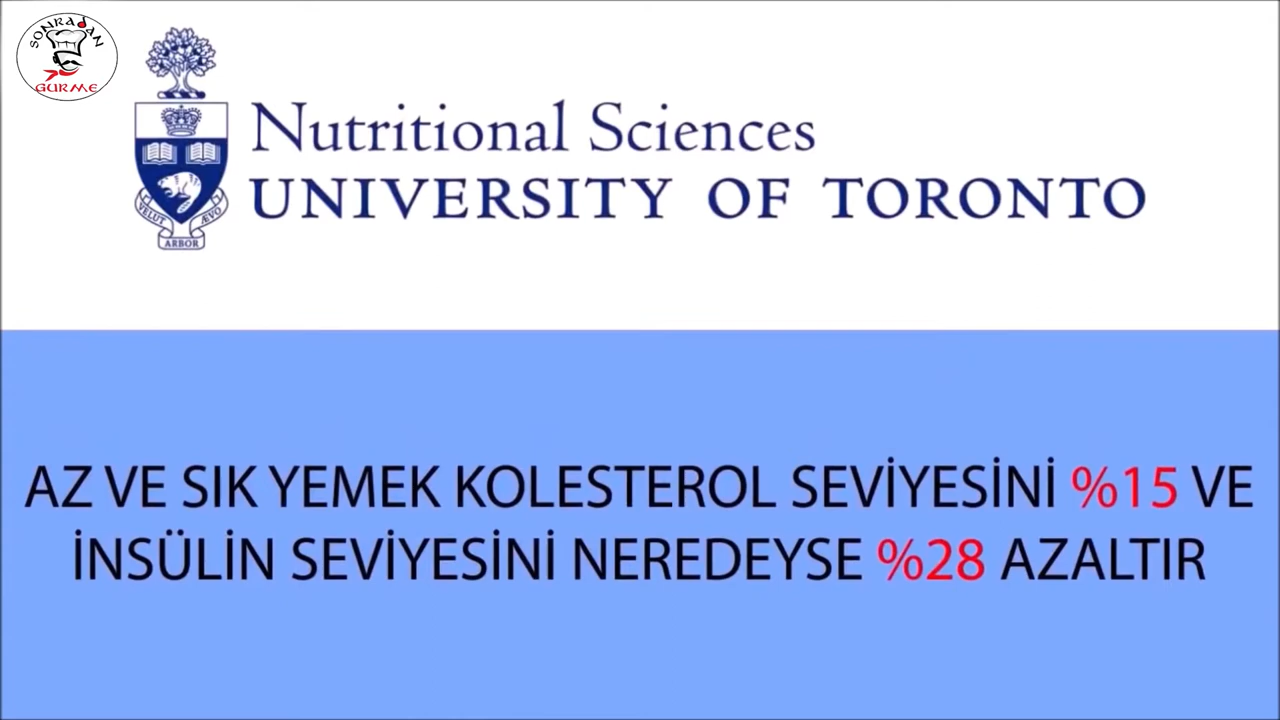 SONRADAN
GURME
Nutritional Sciences
UNIVERSITY OF TORONTO
VELUT ÆVO
ARBOR
AZ VE SIK YEMEK KOLESTEROL SEVİYESİNİ %15 VE
İNSÜLİN SEVİYESİNİ NEREDEYSE %28 AZALTIR